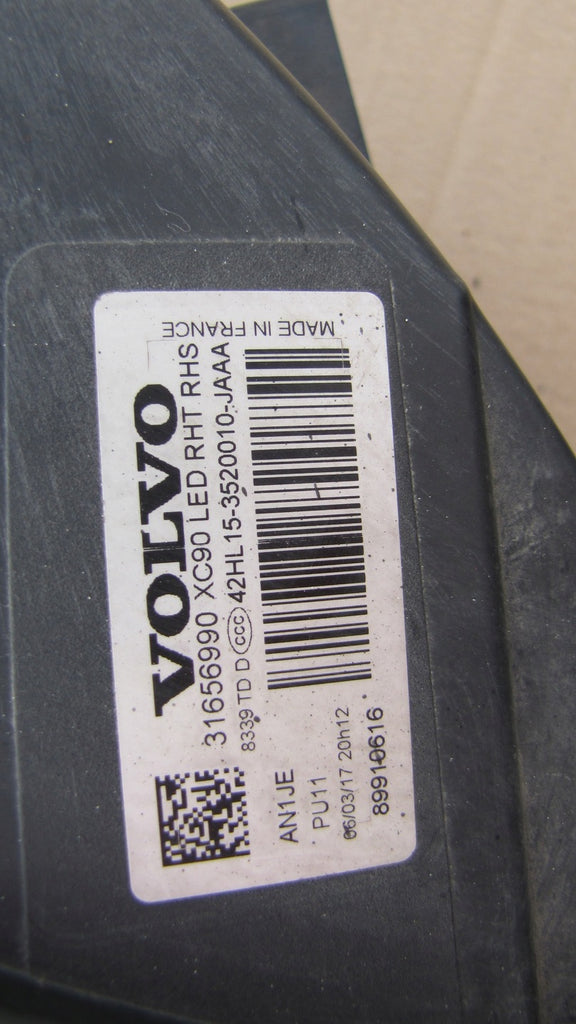 VOLVO
31656990 XC90 LED RHT RHS
8339 TD D CCC 42HL15-3520010-JAAA
MADE IN FRANCE
AN1JE
PU11
06/03/17 20h12
89910616